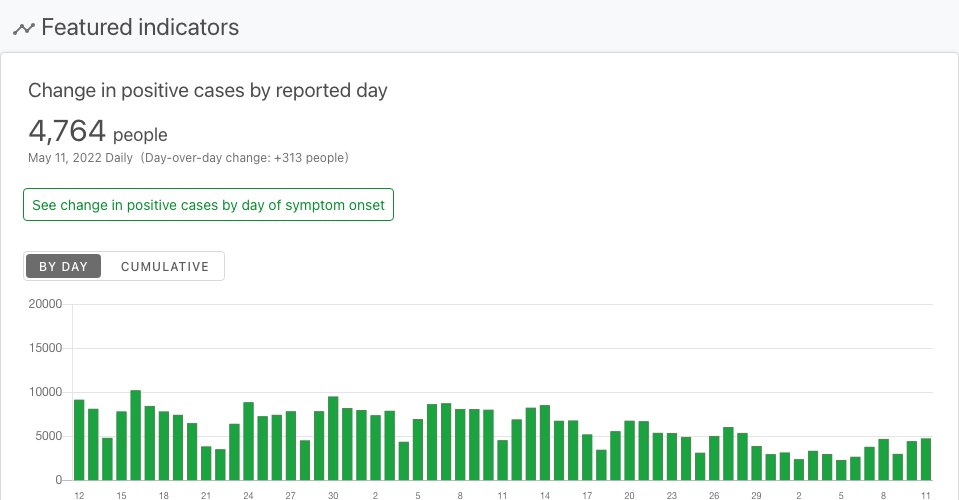 Featured indicators
Change in positive cases by reported day
4,764 people
May 11, 2022 Daily (Day-over-day change: +313 people)
See change in positive cases by day of symptom onset
BY DAY CUMULATIVE
20000
15000
10000
5000
0
12 15 18 21 24 27 30 2 5 8 11 14 17 20 23 26 29 2 5 8 11